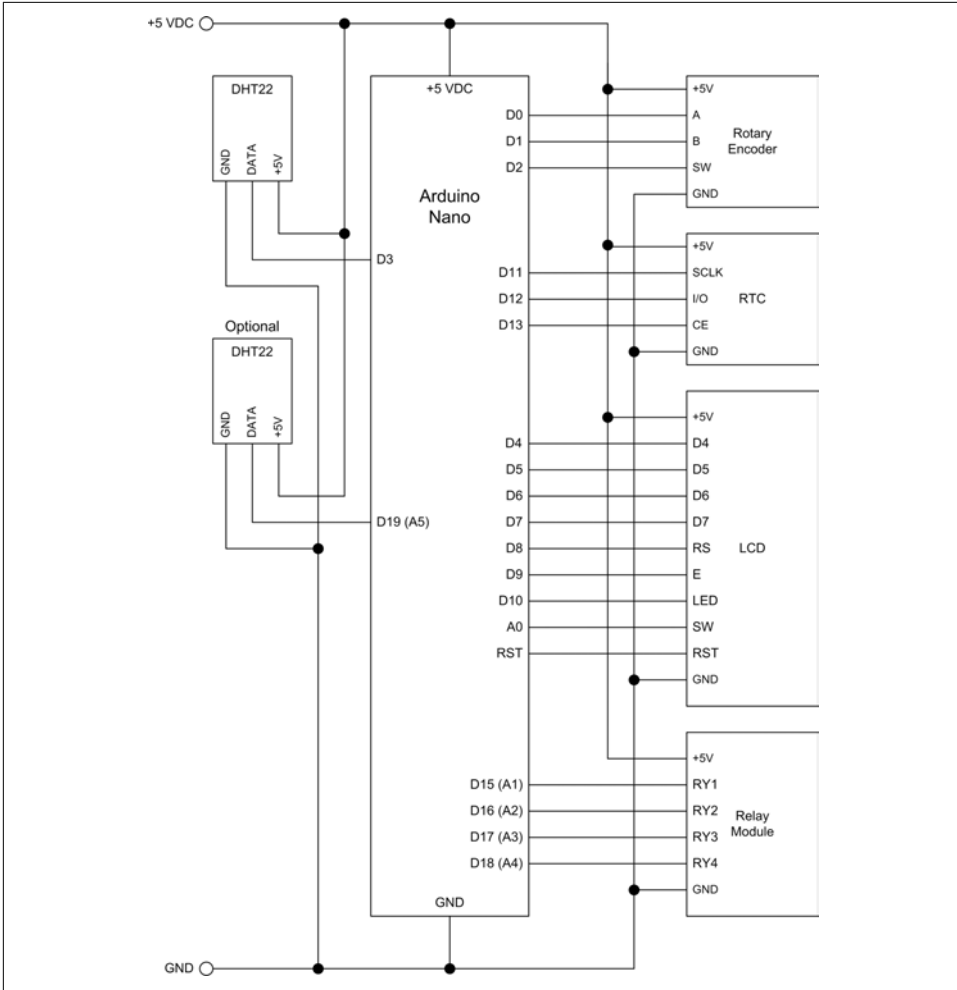 +5 VDC
DHT22
GND
DATA
+5V
Optional
DHT22
GND
DATA
+5V
+5 VDC
Arduino
Nano
D3
D19 (A5)
D0
D1
D2
D11
D12
D13
D4
D5
D6
D7
D8
D9
D10
A0
RST
D15 (A1)
D16 (A2)
D17 (A3)
D18 (A4)
GND
+5V
A
B
SW
GND
Rotary
Encoder
+5V
SCLK
I/O
CE
GND
RTC
+5V
D4
D5
D6
D7
RS
E
LED
SW
RST
GND
LCD
+5V
RY1
RY2
RY3
RY4
GND
Relay
Module
GND